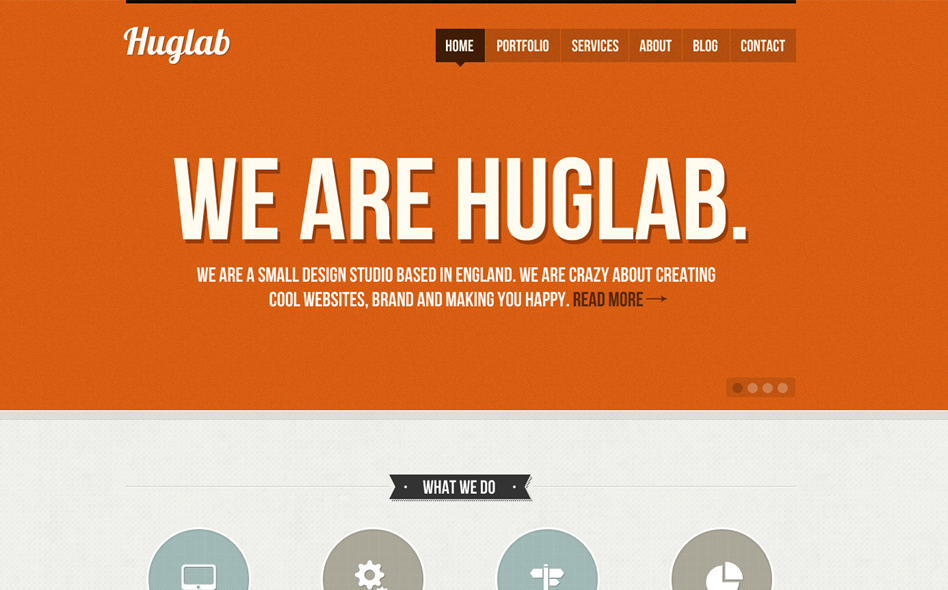 Huglab
HOME PORTFOLIO SERVICES ABOUT BLOG CONTACT
WE ARE HUGLAB.
WE ARE A SMALL DESIGN STUDIO BASED IN ENGLAND. WE ARE CRAZY ABOUT CREATING
COOL WEBSITES, BRAND AND MAKING YOU HAPPY. READ MORE
WHAT WE DO